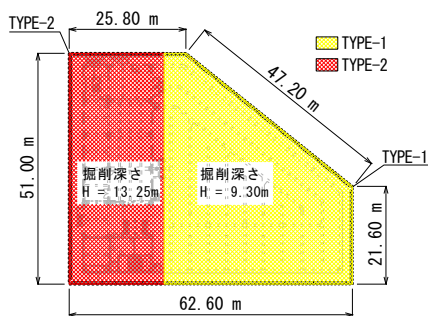 TYPE-2
25.80 m
TYPE-1
TYPE-2
47.20 m
TYPE-1
51.00 m
掘削深さ
H = 13.25m
掘削深さ
H = 9.30m
21.60 m
62.60 m